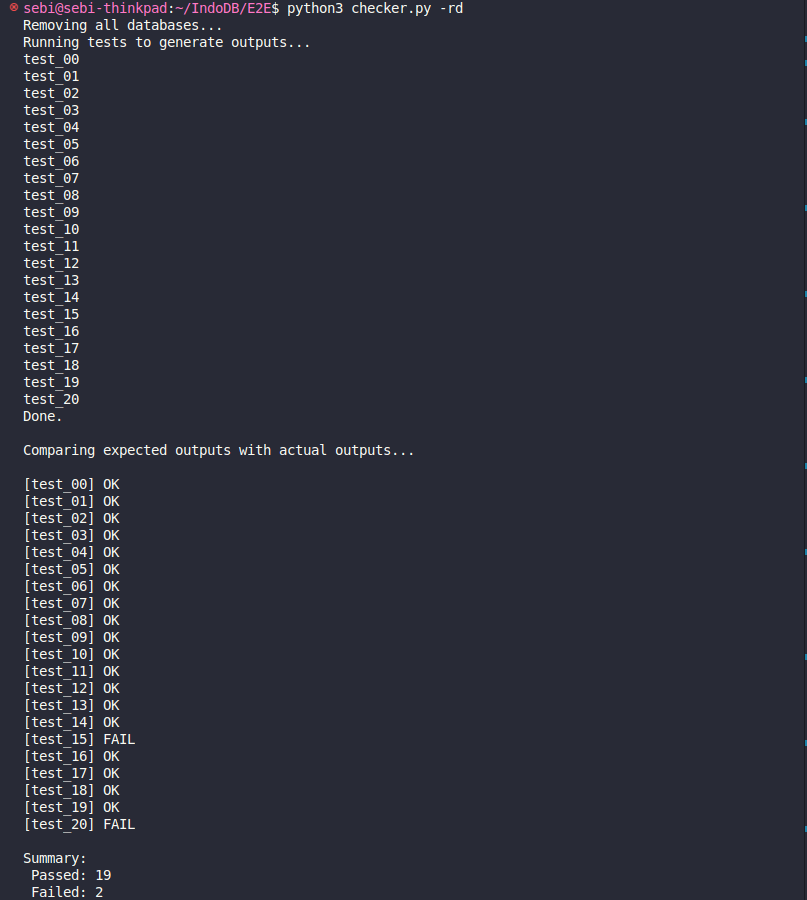 sebi@sebi-thinkpad:~/IndoDB/E2E$ python3 checker.py -rd
Removing all databases...
Running tests to generate outputs...
test_00
test_01
test_02
test_03
test_04
test_05
test_06
test_07
test_08
test_09
test_10
test_11
test_12
test_13
test_14
test_15
test_16
test_17
test_18
test_19
test_20
Done.
Comparing expected outputs with actual outputs...
[test_00] OK
[test_01] OK
[test_02] OK
[test_03] OK
[test_04] OK
[test_05] OK
[test_06] OK
[test_07] OK
[test_08] OK
[test_09] OK
[test_10] OK
[test_11] OK
[test_12] OK
[test_13] OK
[test_14] OK
[test_15] FAIL
[test_16] OK
[test_17] OK
[test_18] OK
[test_19] OK
[test_20] FAIL
Summary:
Passed: 19
Failed: 2